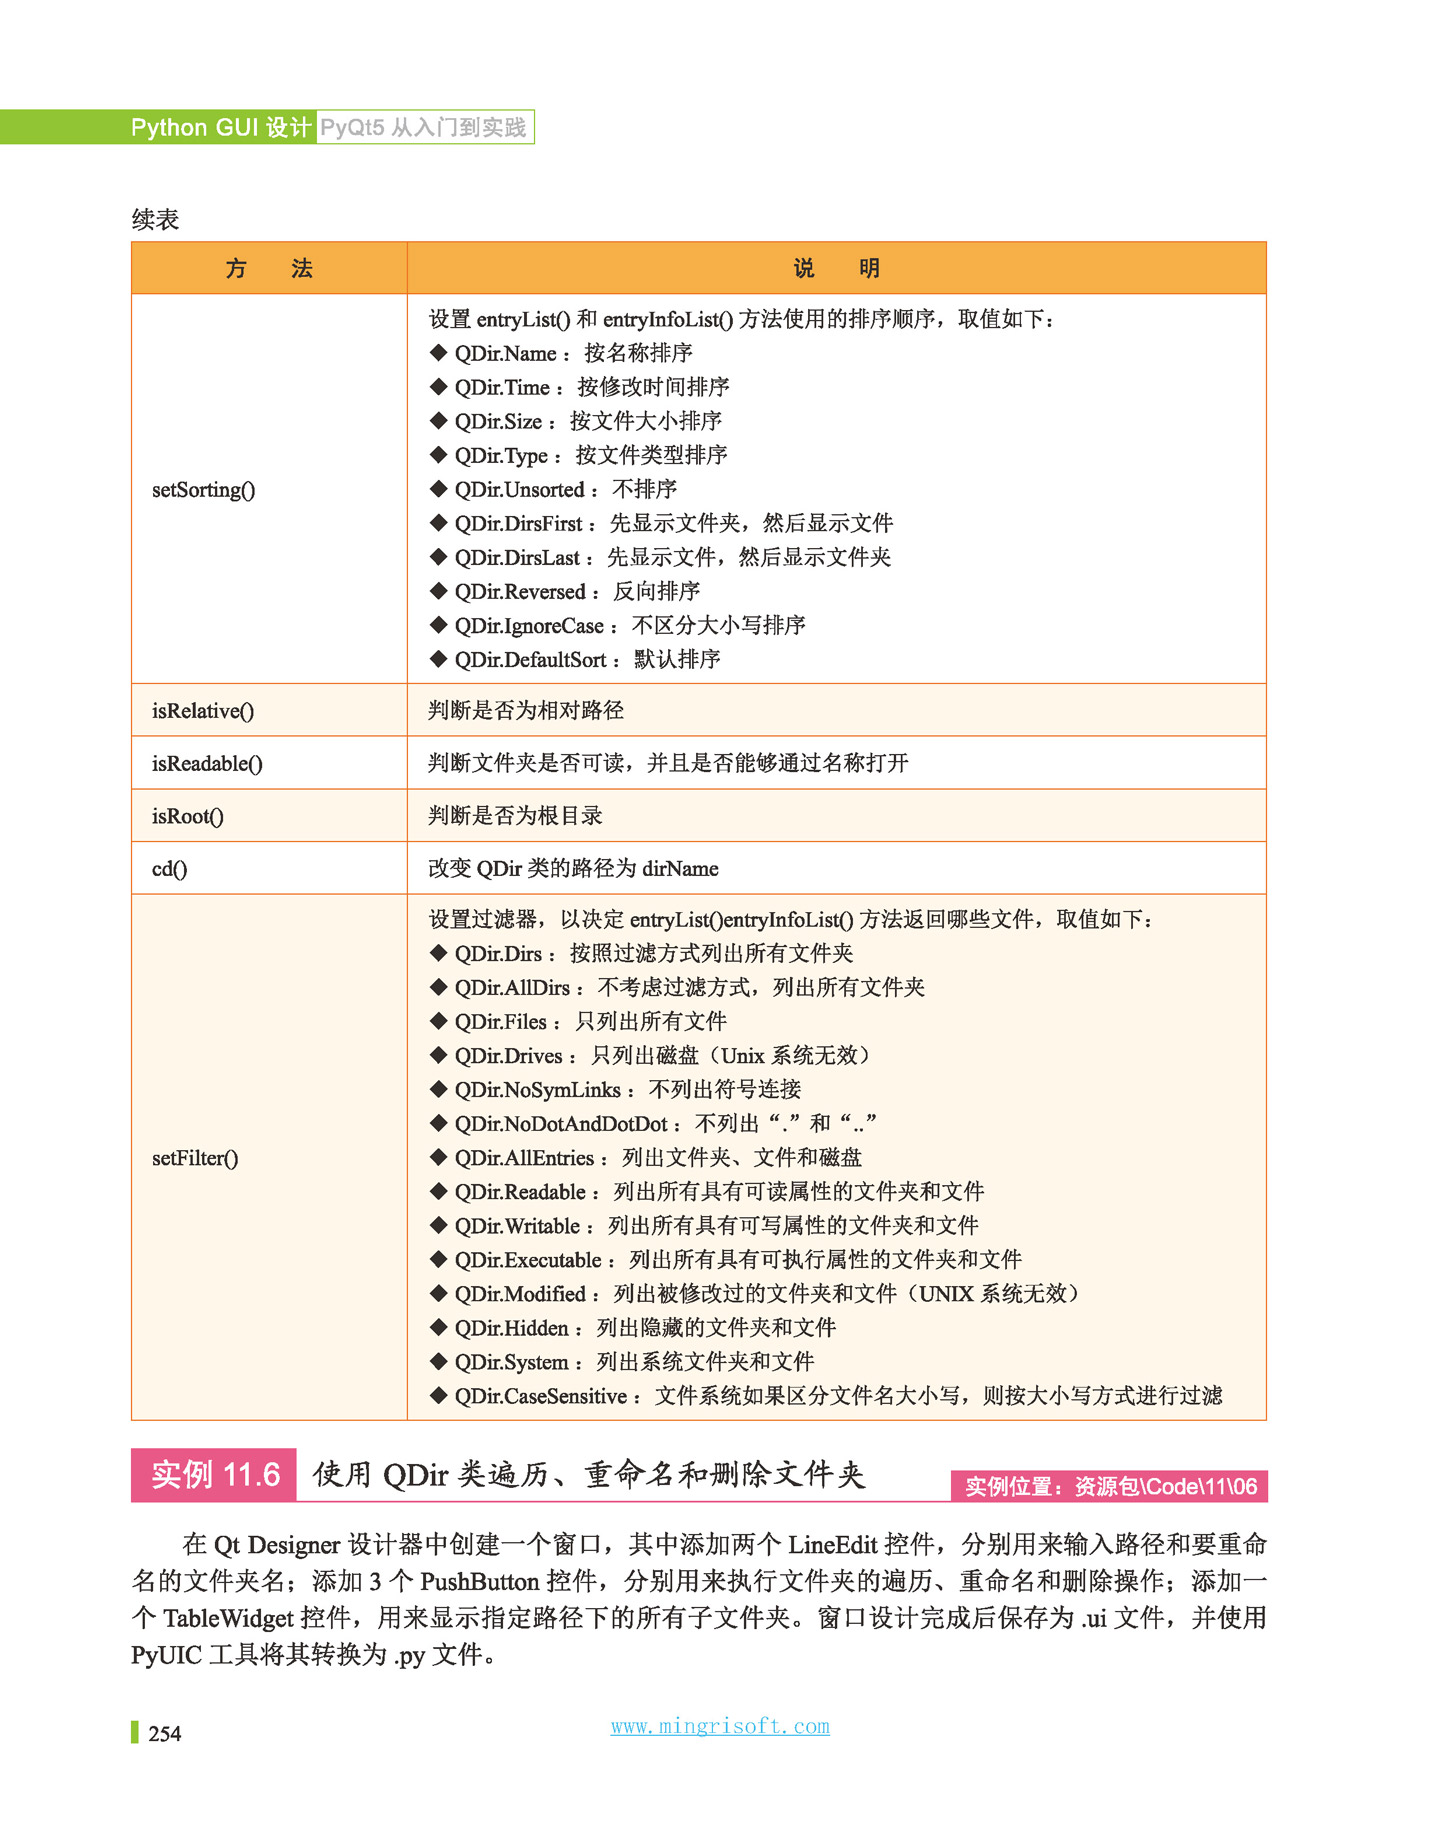 Python GUI 设计 PyQt5 从入门到实践
续表
方 法 说 明
setSorting()
设置 entryList() 和 entryInfoList() 方法使用的排序顺序，取值如下：
◆ QDir.Name：按名称排序
◆ QDir.Time：按修改时间排序
◆ QDir.Size：按文件大小排序
◆ QDir.Type：按文件类型排序
◆ QDir.Unsorted：不排序
◆ QDir.DirsFirst：先显示文件夹，然后显示文件
◆ QDir.DirsLast：先显示文件，然后显示文件夹
◆ QDir.Reversed：反向排序
◆ QDir.IgnoreCase：不区分大小写排序
◆ QDir.DefaultSort：默认排序
isRelative() 判断是否为相对路径
isReadable() 判断文件夹是否可读，并且是否能够通过名称打开
isRoot() 判断是否为根目录
cd() 改变 QDir 类的路径为 dirName
setFilter()
设置过滤器，以决定 entryList()entryInfoList() 方法返回哪些文件，取值如下：
◆ QDir.Dirs：按照过滤方式列出所有文件夹
◆ QDir.AllDirs：不考虑过滤方式，列出所有文件夹
◆ QDir.Files：只列出所有文件
◆ QDir.Drives：只列出磁盘（Unix 系统无效）
◆ QDir.NoSymLinks：不列出符号连接
◆ QDir.NoDotAndDotDot：不列出“.”和“..”
◆ QDir.AllEntries：列出文件夹、文件和磁盘
◆ QDir.Readable：列出所有具有可读属性的文件夹和文件
◆ QDir.Writable：列出所有具有可写属性的文件夹和文件
◆ QDir.Executable：列出所有具有可执行属性的文件夹和文件
◆ QDir.Modified：列出被修改过的文件夹和文件（UNIX 系统无效）
◆ QDir.Hidden：列出隐藏的文件夹和文件
◆ QDir.System：列出系统文件夹和文件
◆ QDir.CaseSensitive：文件系统如果区分文件名大小写，则按大小写方式进行过滤
实例 11.6 使用 QDir 类遍历、重命名和删除文件夹 实例位置：资源包\Code\11\06
在 Qt Designer 设计器中创建一个窗口，其中添加两个 LineEdit 控件，分别用来输入路径和要重命
名的文件夹名；添加 3 个 PushButton 控件，分别用来执行文件夹的遍历、重命名和删除操作；添加一
个 TableWidget 控件，用来显示指定路径下的所有子文件夹。窗口设计完成后保存为 .ui 文件，并使用
PyUIC 工具将其转换为 .py 文件。
254
www.mingrisoft.com